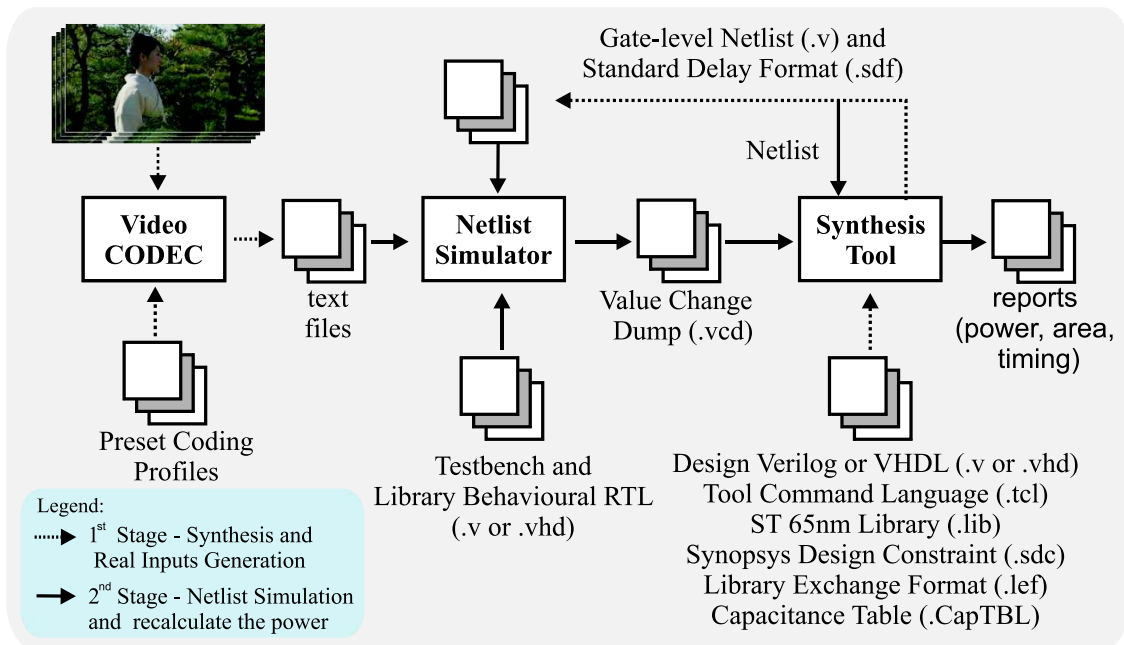 Gate-level Netlist (.v) and
Standard Delay Format (.sdf)
Netlist
Video
CODEC
text
files
Netlist
Simulator
Value Change
Dump (.vcd)
Synthesis
Tool
reports
(power, area,
timing)
Preset Coding
Profiles
Testbench and
Library Behavioural RTL
(.v or .vhd)
Design Verilog or VHDL (.v or .vhd)
Tool Command Language (.tcl)
ST 65nm Library (.lib)
Synopsys Design Constraint (.sdc)
Library Exchange Format (.lef)
Capacitance Table (.CapTBL)
Legend:
1st Stage - Synthesis and
Real Inputs Generation
2nd Stage - Netlist Simulation
and recalculate the power